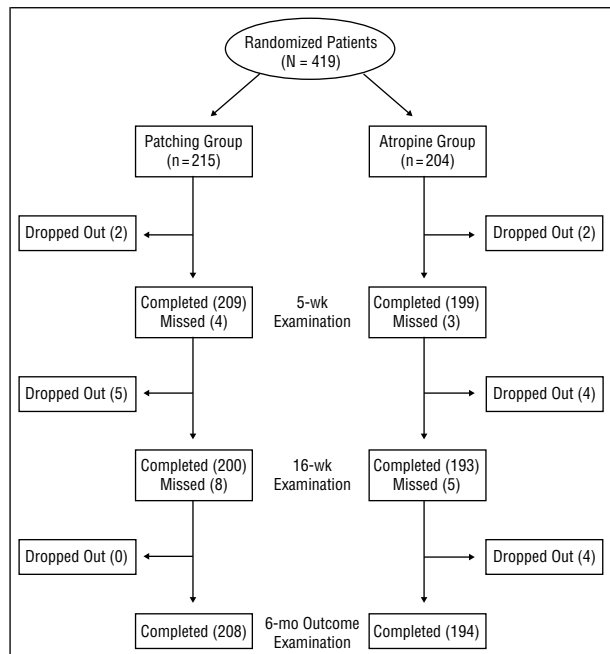 Randomized Patients
(N = 419)
Patching Group
(n = 215)
Atropine Group
(n = 204)
Dropped Out (2)
Dropped Out (2)
Completed (209)
Missed (4)
5-wk
Examination
Completed (199)
Missed (3)
Dropped Out (5)
Dropped Out (4)
Completed (200)
Missed (8)
16-wk
Examination
Completed (193)
Missed (5)
Dropped Out (0)
Dropped Out (4)
Completed (208)
6-mo Outcome
Examination
Completed (194)